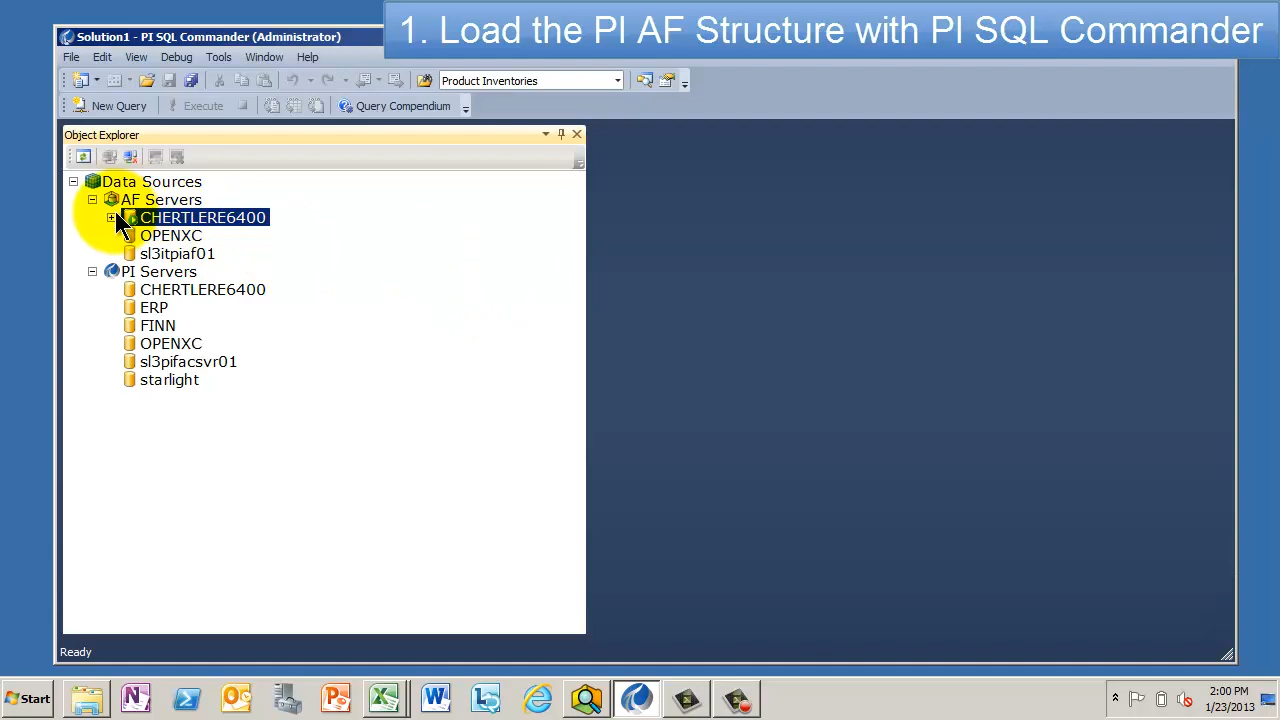 1. Load the PI AF Structure with PI SQL Commander
Solution1 - PI SQL Commander (Administrator)
File Edit View Debug Tools Window Help
Product Inventories
New Query Execute Query Compendium
Object Explorer
Data Sources
AF Servers
CHERTLERE6400
OPENXC
sl3itpiaf01
PI Servers
CHERTLERE6400
ERP
FINN
OPENXC
sl3pifacsvr01
starlight
Ready
Start
2:00 PM
1/23/2013